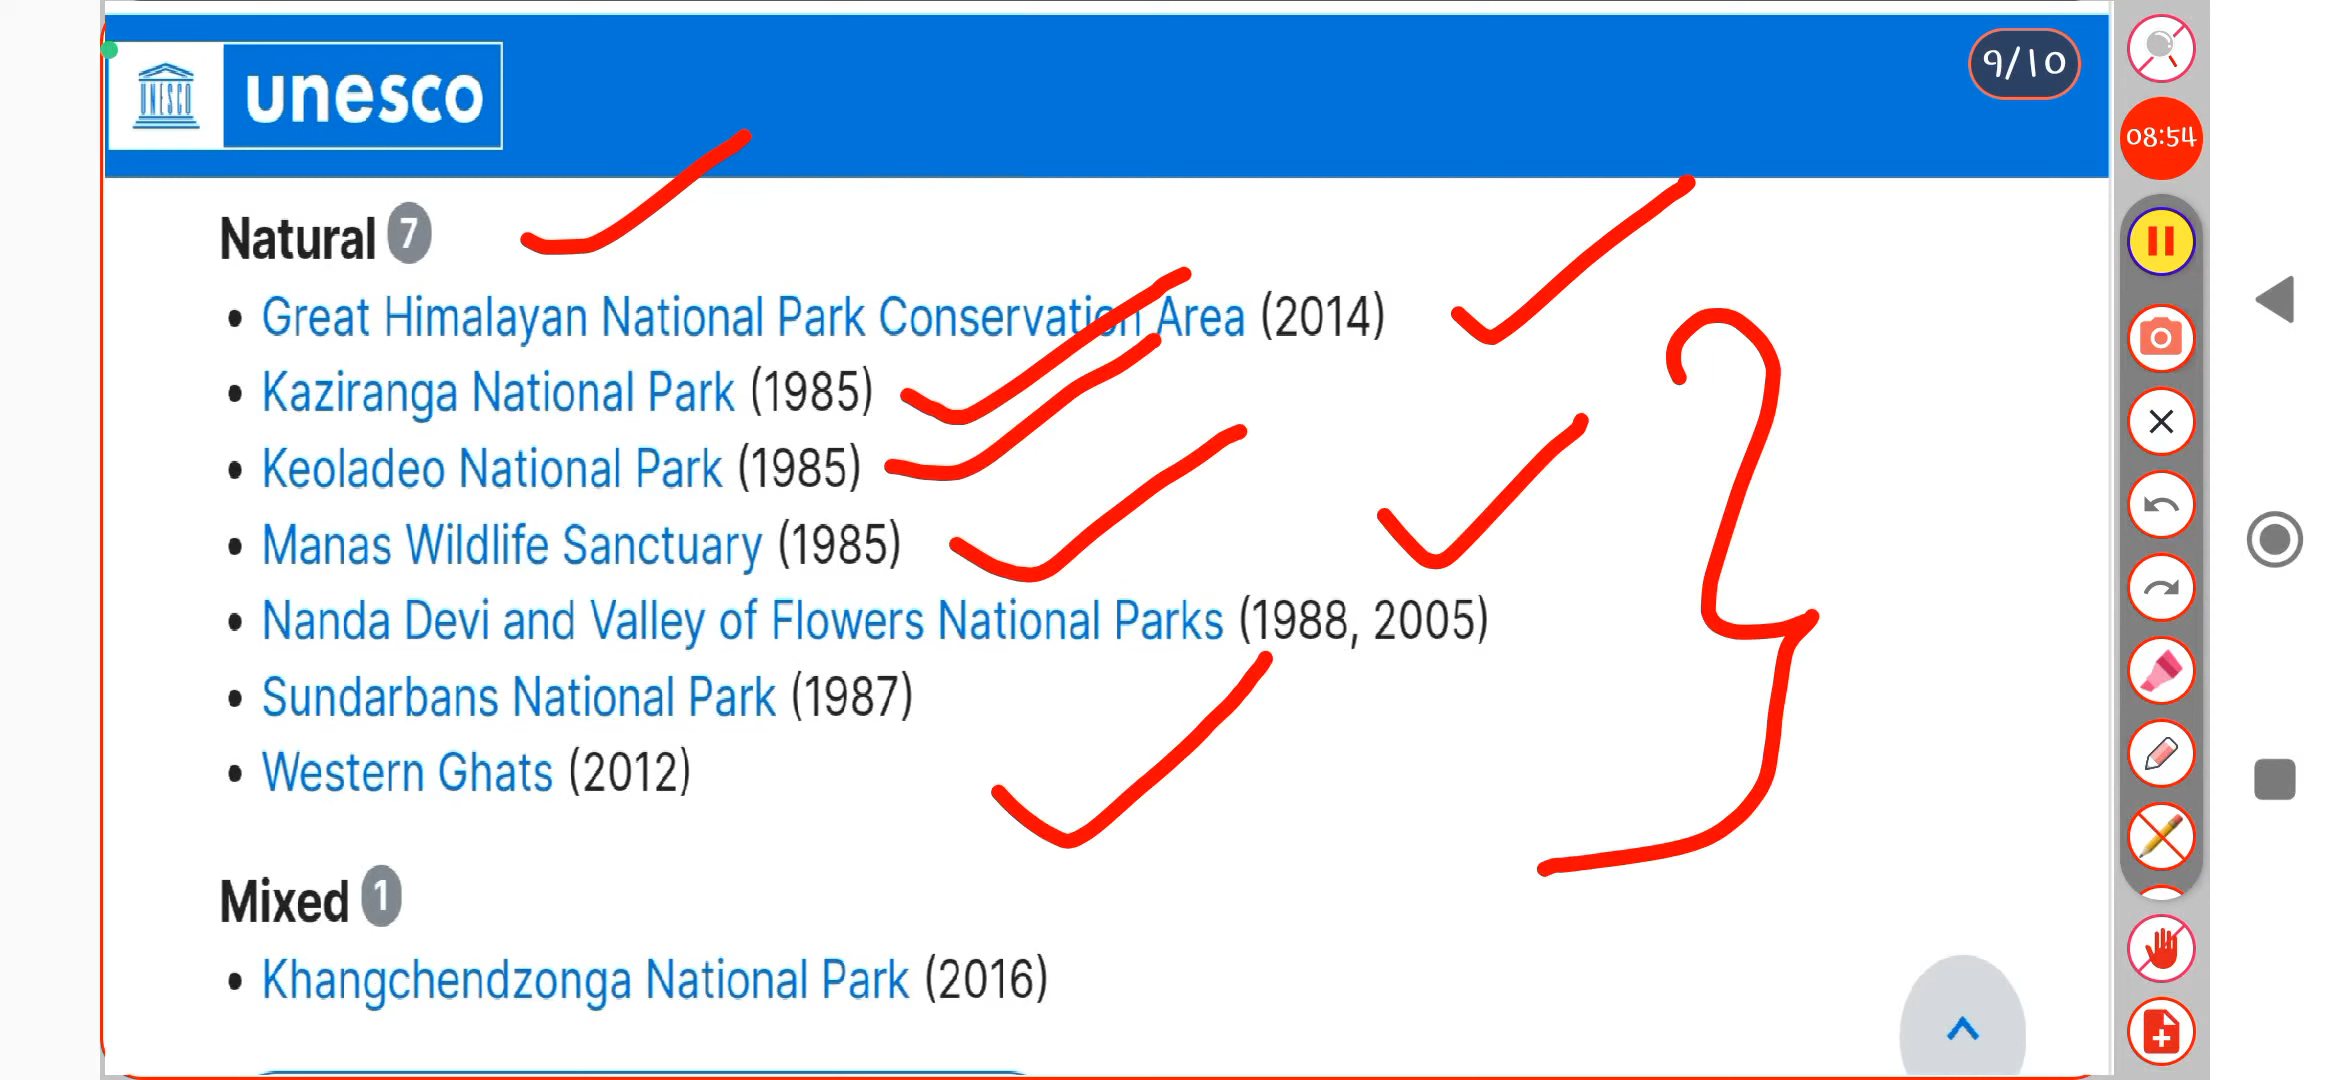 UNESCO
unesco
9/10
08:54
Natural 7
• Great Himalayan National Park Conservation Area (2014)
• Kaziranga National Park (1985)
• Keoladeo National Park (1985)
• Manas Wildlife Sanctuary (1985)
• Nanda Devi and Valley of Flowers National Parks (1988, 2005)
• Sundarbans National Park (1987)
• Western Ghats (2012)
Mixed 1
• Khangchendzonga National Park (2016)